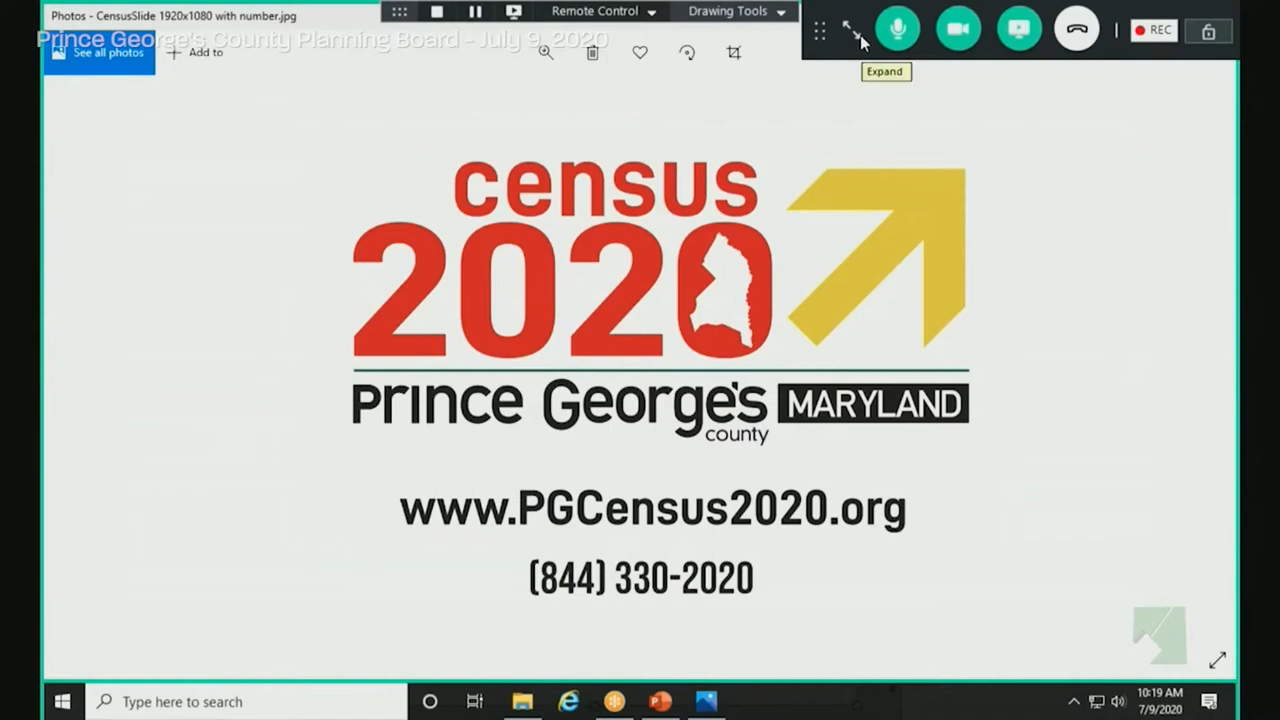 Photos - CensusSlide 1920x1080 with number.jpg
Remote Control
Drawing Tools
REC
Prince George's County Planning Board - July 9, 2020
See all photos
Add to
Expand
census
2020
Prince George's
county
MARYLAND
www.PGCensus2020.org
(844) 330-2020
Type here to search
10:19 AM
7/9/2020